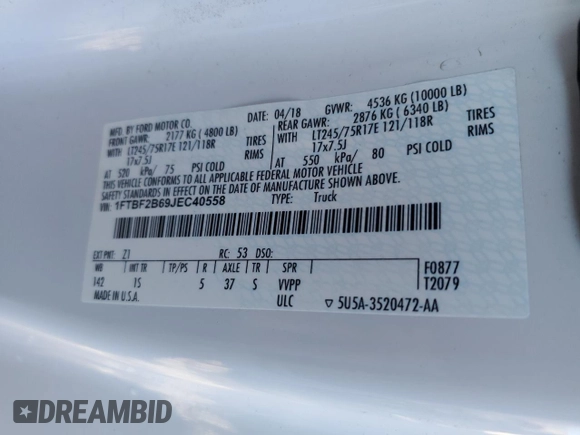 MFD. BY FORD MOTOR CO. DATE: 04/18 GVWR: 4536 KG (10000 LB)
FRONT GAWR: 2177 KG (4800 LB) REAR GAWR: 2876 KG (6340 LB)
WITH LT245/75R17E 121/118R TIRES WITH LT245/75R17E 121/118R TIRES
17x7.5J RIMS 17x7.5J RIMS
AT 520 kPa/ 75 PSI COLD AT 550 kPa/ 80 PSI COLD
THIS VEHICLE CONFORMS TO ALL APPLICABLE FEDERAL MOTOR VEHICLE
SAFETY STANDARDS IN EFFECT ON THE DATE OF MANUFACTURE SHOWN ABOVE.
VIN: 1FTBF2B69JEC40558 TYPE: Truck
EXT PNT: Z1 RC: 53 DSO:
WB INT TR TP/PS R AXLE TR SPR F0877
142 1S 5 37 S VVPP T2079
MADE IN U.S.A. ULC ▽ 5U5A-3520472-AA
DREAMBID